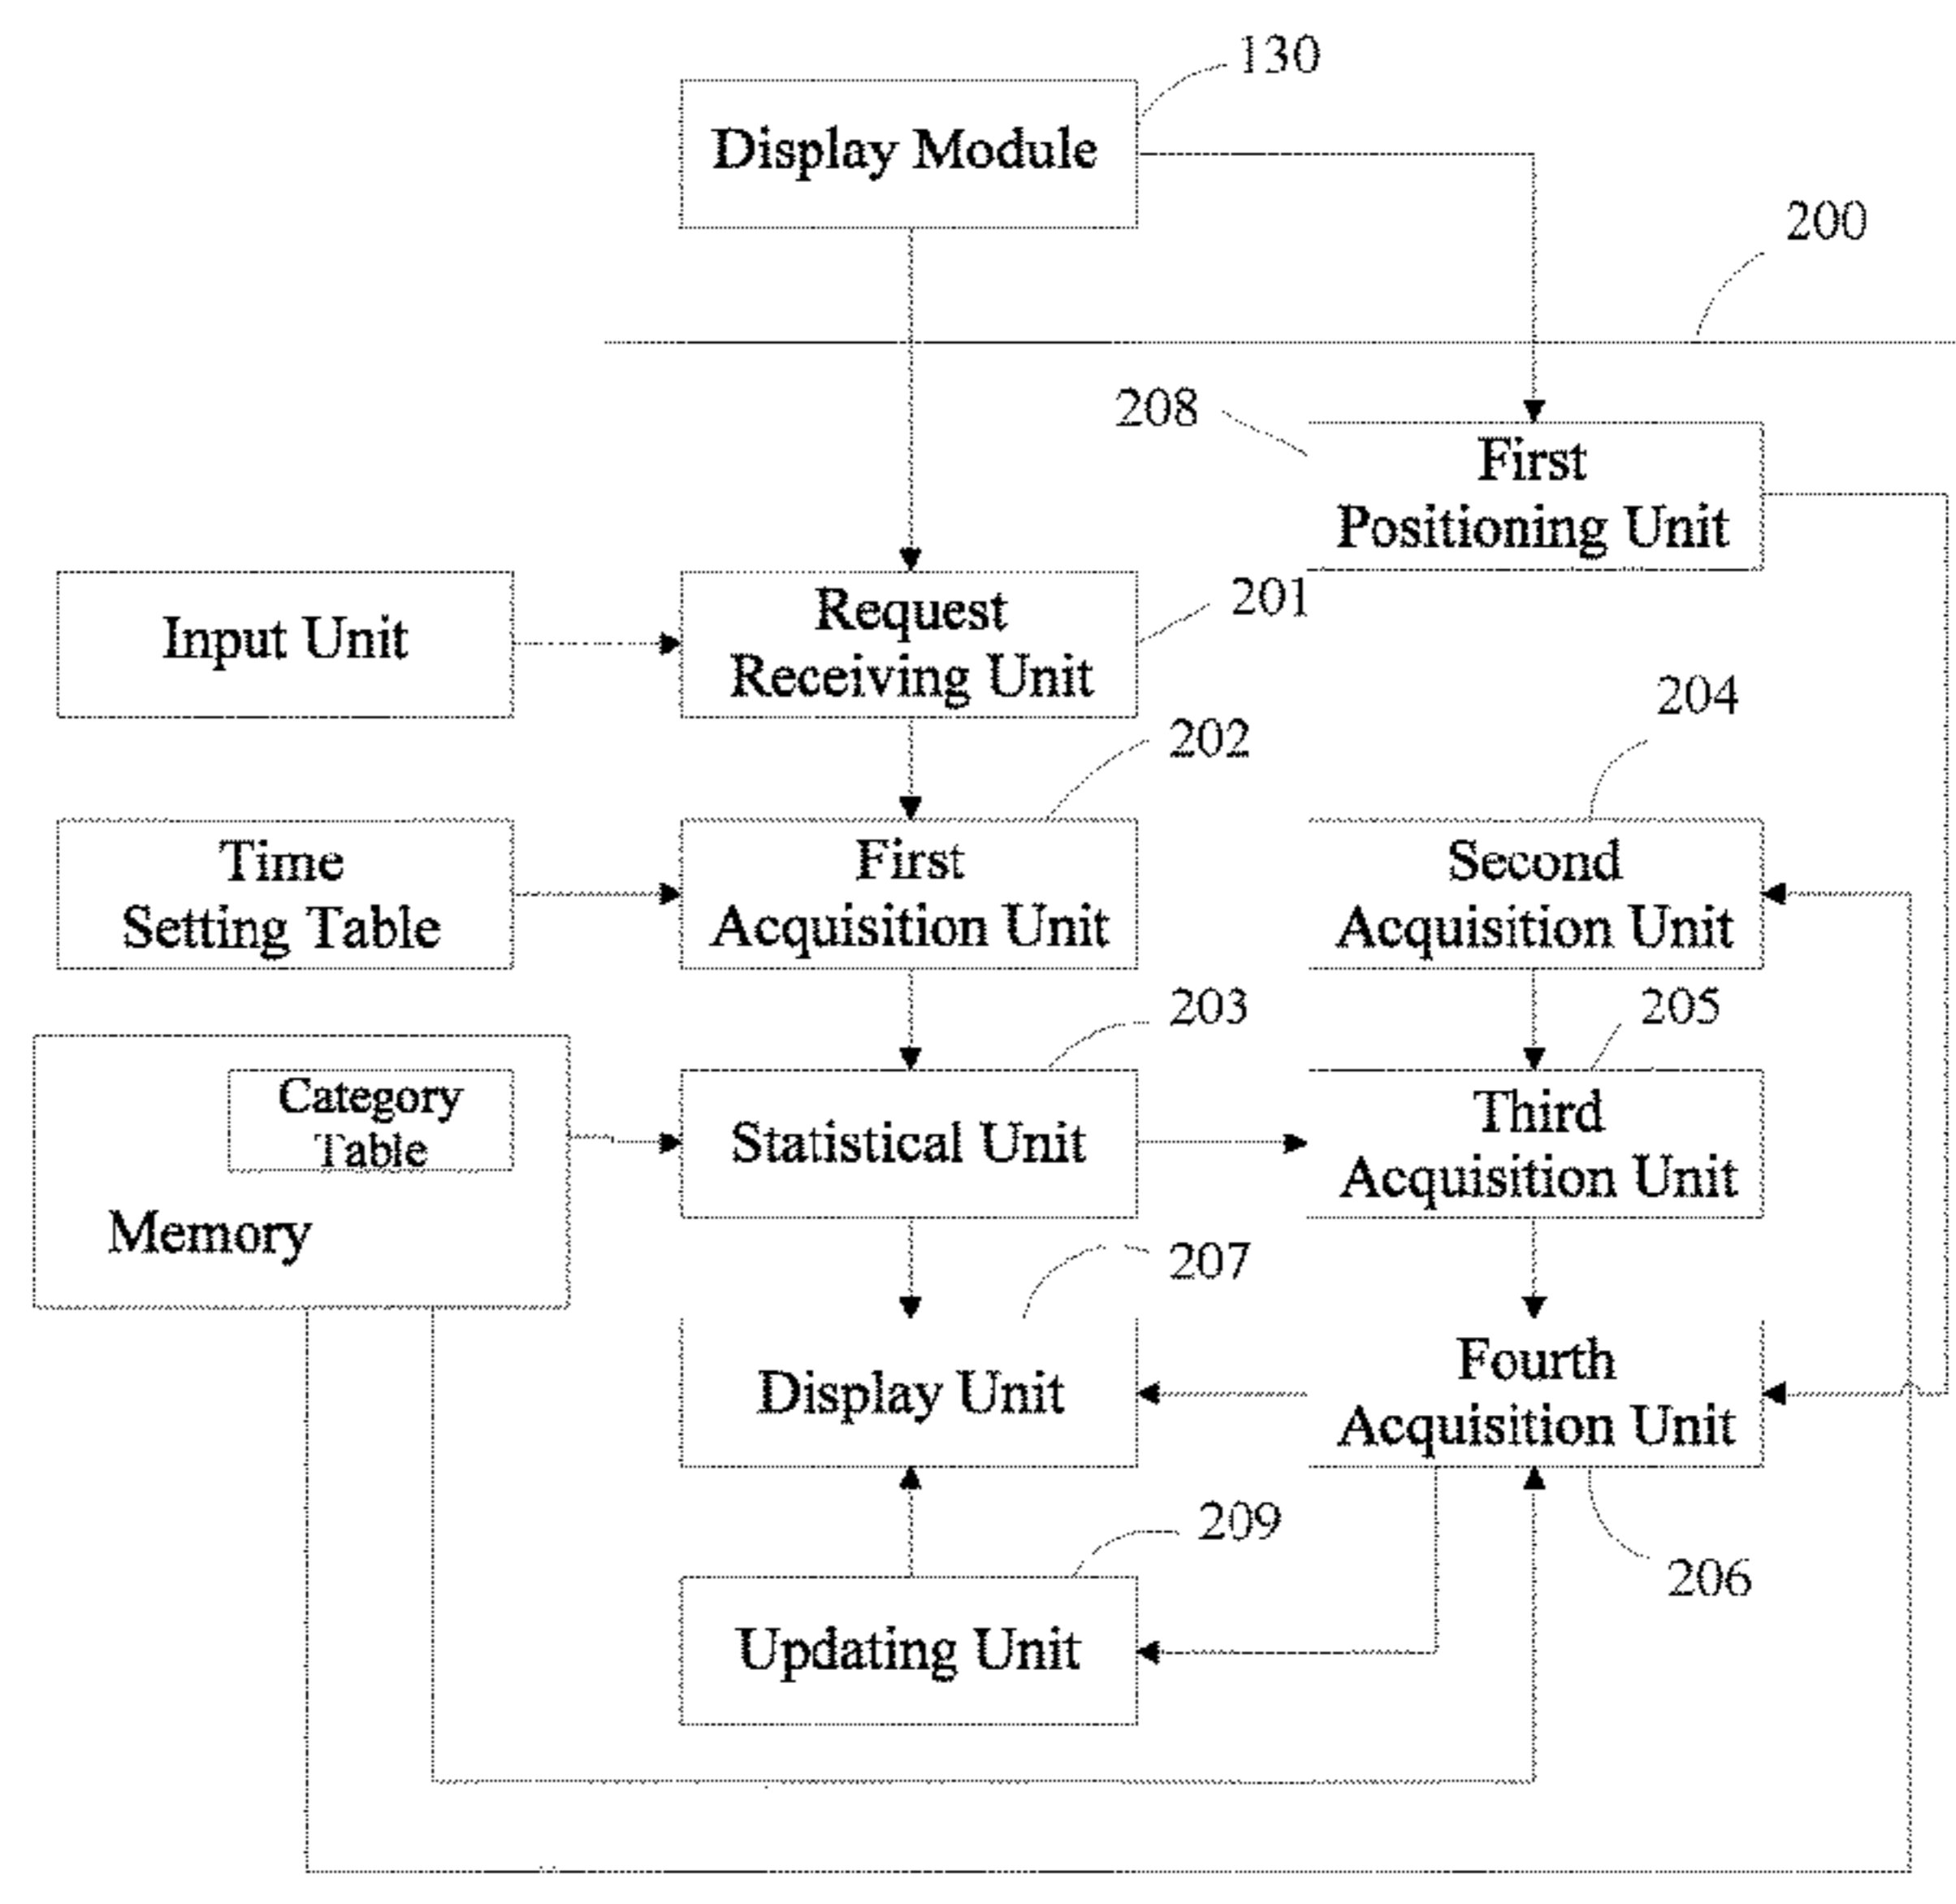 130
Display Module
200
208
First
Positioning Unit
Input Unit
Request
Receiving Unit
201
204
202
Time
Setting Table
First
Acquisition Unit
Second
Acquisition Unit
203
205
Category
Table
Memory
Statistical Unit
Third
Acquisition Unit
207
Display Unit
Fourth
Acquisition Unit
209
206
Updating Unit